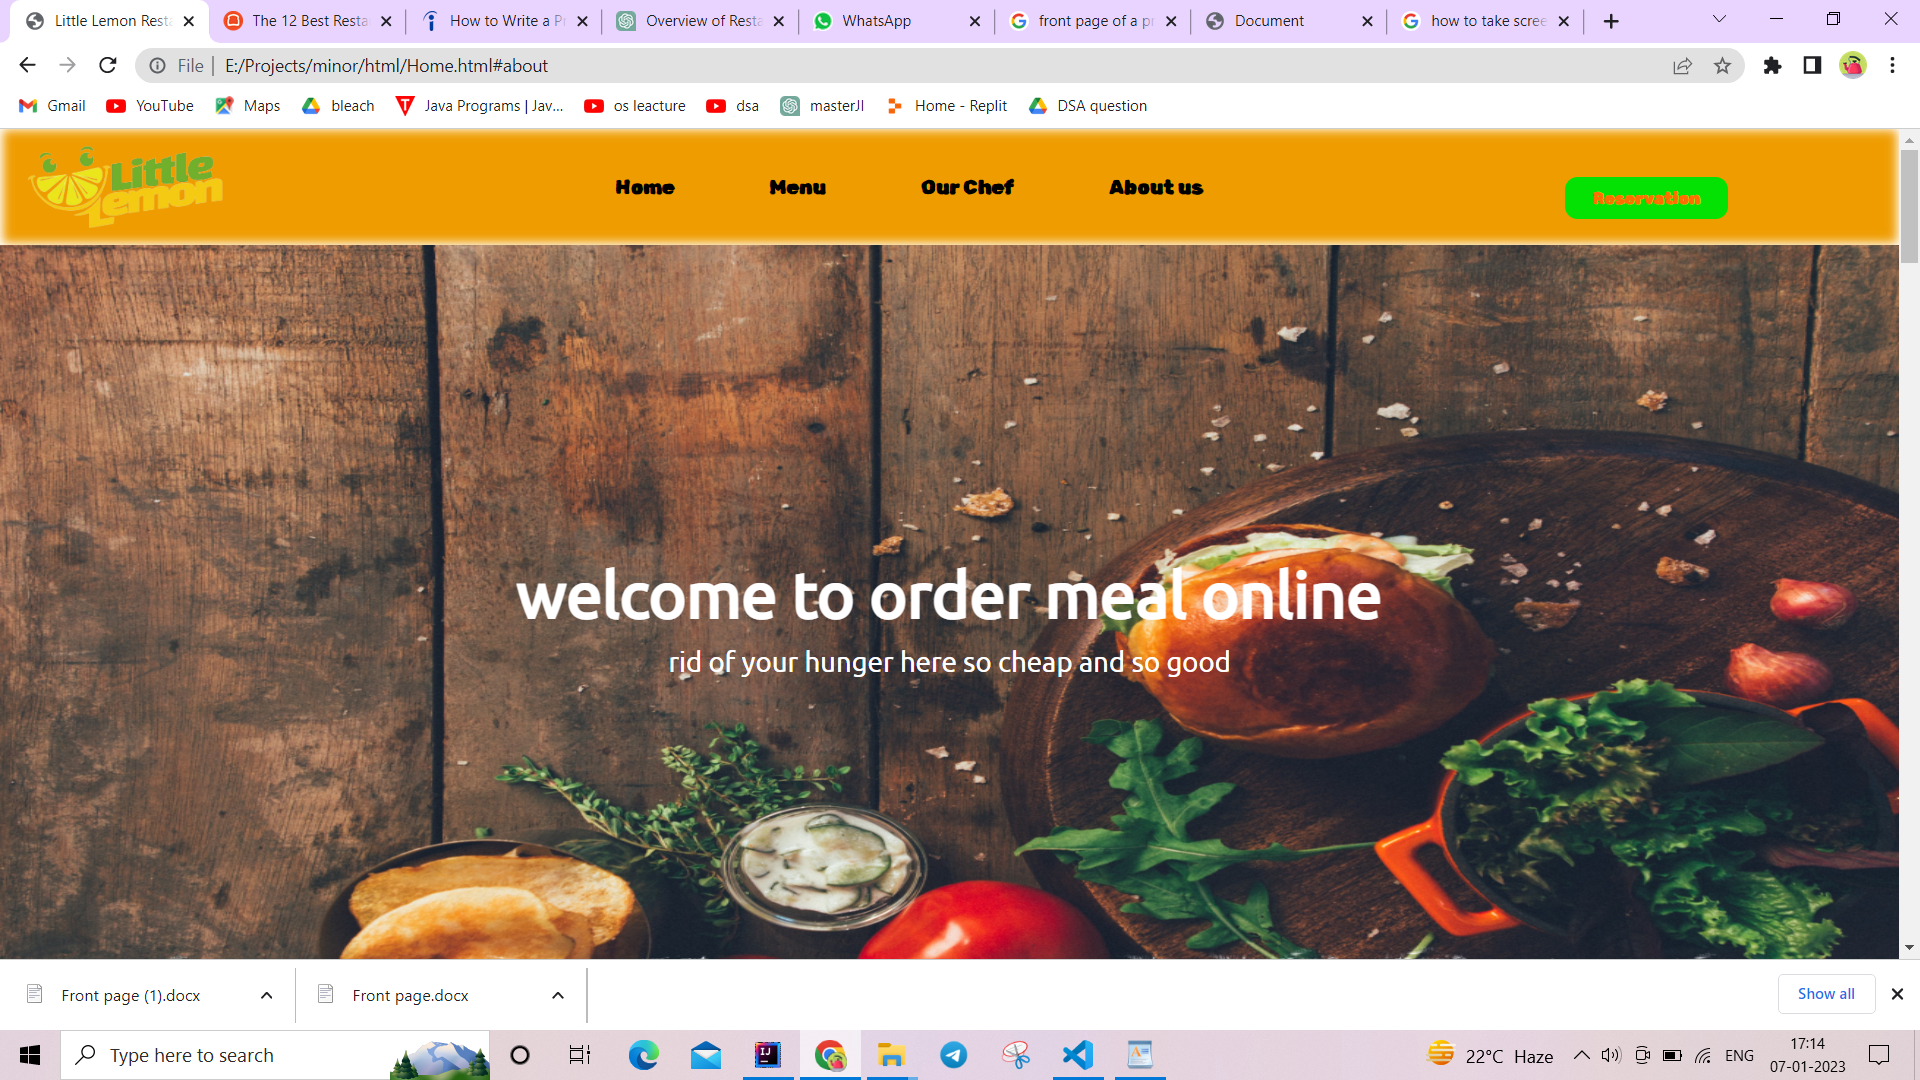 Little Lemon Resta
The 12 Best Resta
How to Write a Pr
Overview of Resta
WhatsApp
front page of a pr
Document
how to take scree
File
E:/Projects/minor/html/Home.html#about
Gmail
YouTube
Maps
bleach
Java Programs | Jav...
os leacture
dsa
masterJI
Home - Replit
DSA question
Little
Lemon
Home
Menu
Our Chef
About us
Reservation
welcome to order meal online
rid of your hunger here so cheap and so good
Front page (1).docx
Front page.docx
Show all
Type here to search
22°C Haze
ENG
17:14
07-01-2023